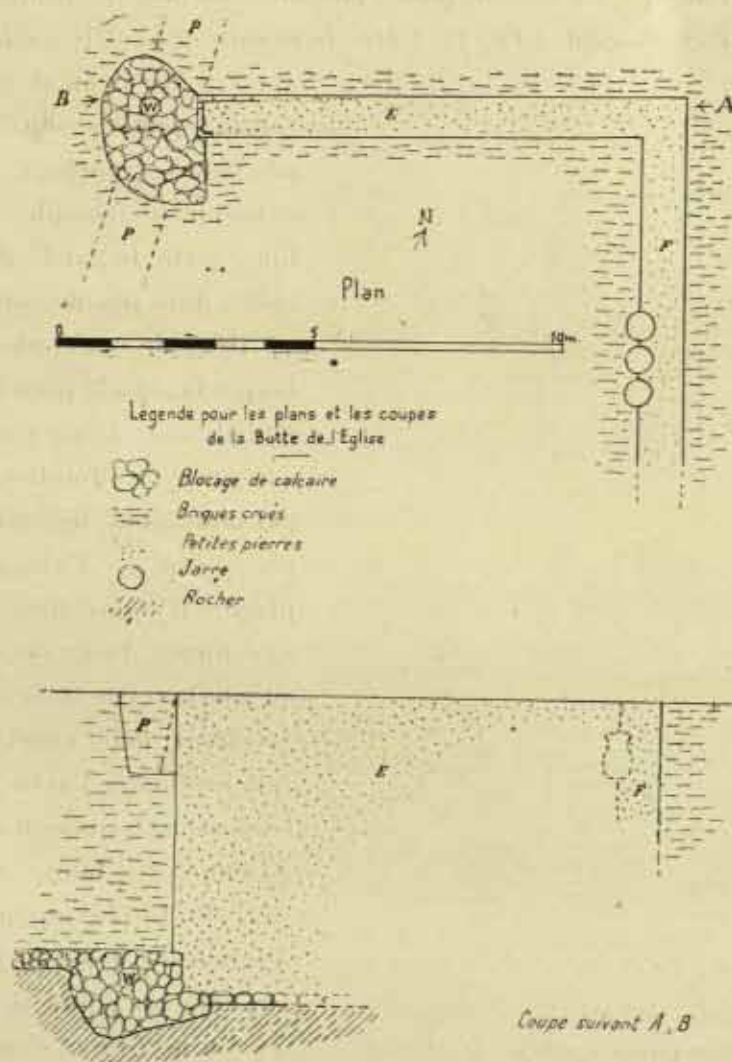 P
P
B
W
E
A
N
P
F
Plan
0 5 10m
Légende pour les plans et les coupes
de la Butte de l'Eglise
Blocage de calcaire
Briques crues
Petites pierres
Jarre
Rocher
P
E
F
W
Coupe suivant A, B